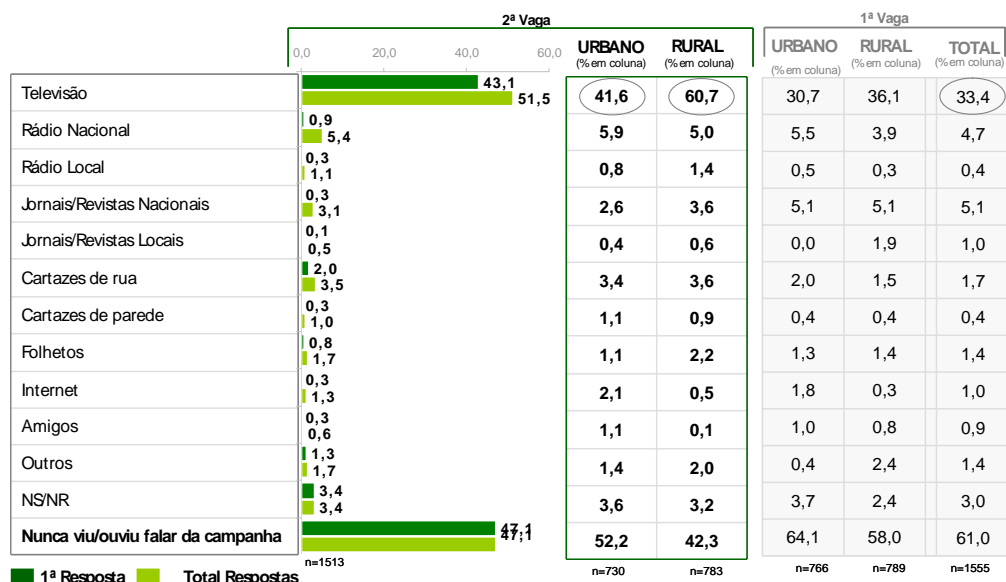 2ª Vaga
1ª Vaga
0,0 20,0 40,0 60,0
URBANO RURAL URBANO RURAL TOTAL
(% em coluna) (% em coluna) (% em coluna) (% em coluna) (% em coluna)
Televisão 43,1 51,5 41,6 60,7 30,7 36,1 33,4
Rádio Nacional 0,9 5,4 5,9 5,0 5,5 3,9 4,7
Rádio Local 0,3 1,1 0,8 1,4 0,5 0,3 0,4
Jornais/Revistas Nacionais 0,3 3,1 2,6 3,6 5,1 5,1 5,1
Jornais/Revistas Locais 0,1 0,5 0,4 0,6 0,0 1,9 1,0
Cartazes de rua 2,0 3,5 3,4 3,6 2,0 1,5 1,7
Cartazes de parede 0,3 1,0 1,1 0,9 0,4 0,4 0,4
Folhetos 0,8 1,7 1,1 2,2 1,3 1,4 1,4
Internet 0,3 1,3 2,1 0,5 1,8 0,3 1,0
Amigos 0,3 0,6 1,1 0,1 1,0 0,8 0,9
Outros 1,3 1,7 1,4 2,0 0,4 2,4 1,4
NS/NR 3,4 3,4 3,6 3,2 3,7 2,4 3,0
Nunca viu/ouviu falar da campanha 47,1 47,1 52,2 42,3 64,1 58,0 61,0
n=1513 n=730 n=783 n=766 n=789 n=1555
1ª Resposta Total Respostas